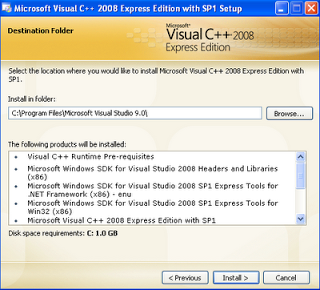 Microsoft Visual C++ 2008 Express Edition with SP1 Setup
Destination Folder
Microsoft®
Visual C++ 2008
Express Edition
Select the location where you would like to install Microsoft Visual C++ 2008 Express Edition with
SP1.
Install in folder:
C:\Program Files\Microsoft Visual Studio 9.0\
Browse...
The following products will be installed:
Visual C++ Runtime Pre-requisites
Microsoft Windows SDK for Visual Studio 2008 Headers and Libraries
(x86)
Microsoft Windows SDK for Visual Studio 2008 SP1 Express Tools for
.NET Framework (x86) - enu
Microsoft Windows SDK for Visual Studio 2008 SP1 Express Tools for
Win32 (x86)
Microsoft Visual C++ 2008 Express Edition with SP1
Disk space requirements: C: 1.0 GB
< Previous
Install >
Cancel